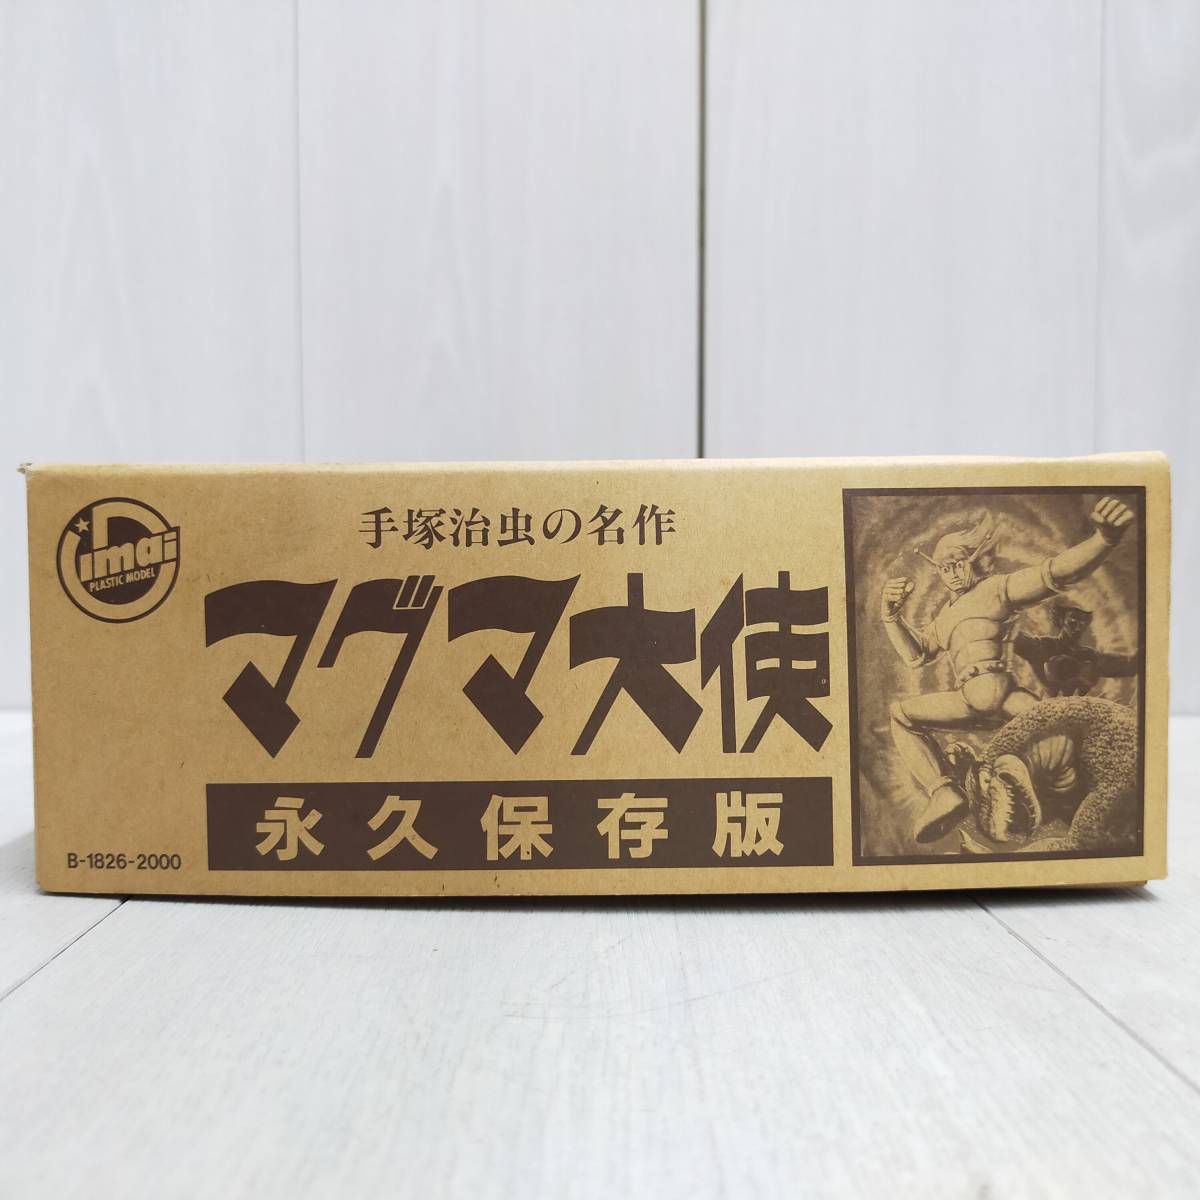 imai
PLASTIC MODEL
手塚治虫の名作
マグマ大使
永久保存版
B-1826-2000